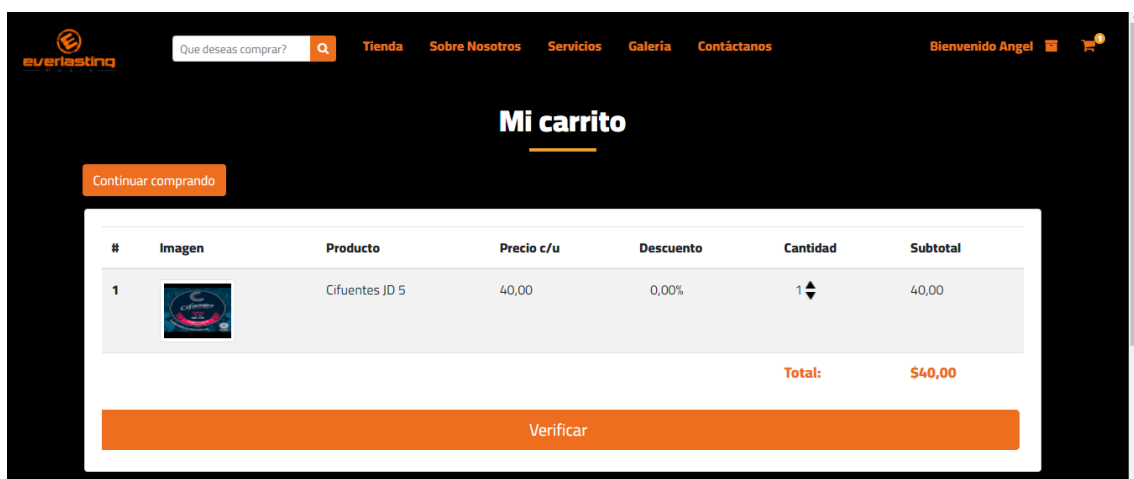 everlasting
MUSIC
Que deseas comprar?
Tienda
Sobre Nosotros
Servicios
Galería
Contáctanos
Bienvenido Angel
1
Mi carrito
Continuar comprando
# Imagen Producto Precio c/u Descuento Cantidad Subtotal
1 Cifuentes JD 5 40,00 0,00% 1 40,00
Cifuentes
Total: $40,00
Verificar